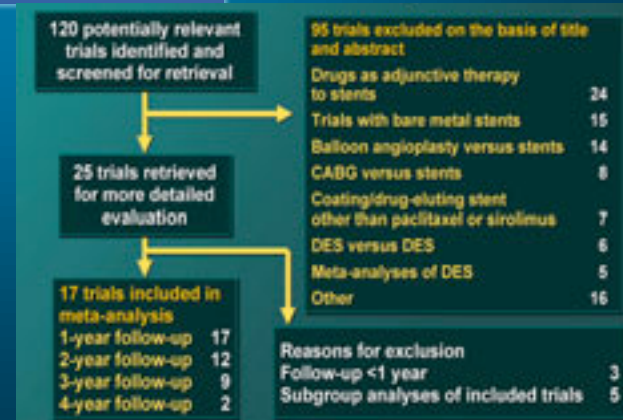 120 potentially relevant
trials identified and
screened for retrieval
95 trials excluded on the basis of title
and abstract
Drugs as adjunctive therapy
to stents 24
Trials with bare metal stents 15
Balloon angioplasty versus stents 14
CABG versus stents 8
Coating/drug-eluting stent
other than paclitaxel or sirolimus 7
DES versus DES 6
Meta-analyses of DES 5
Other 16
25 trials retrieved
for more detailed
evaluation
17 trials included in
meta-analysis
1-year follow-up 17
2-year follow-up 12
3-year follow-up 9
4-year follow-up 2
Reasons for exclusion
Follow-up <1 year 3
Subgroup analyses of included trials 5